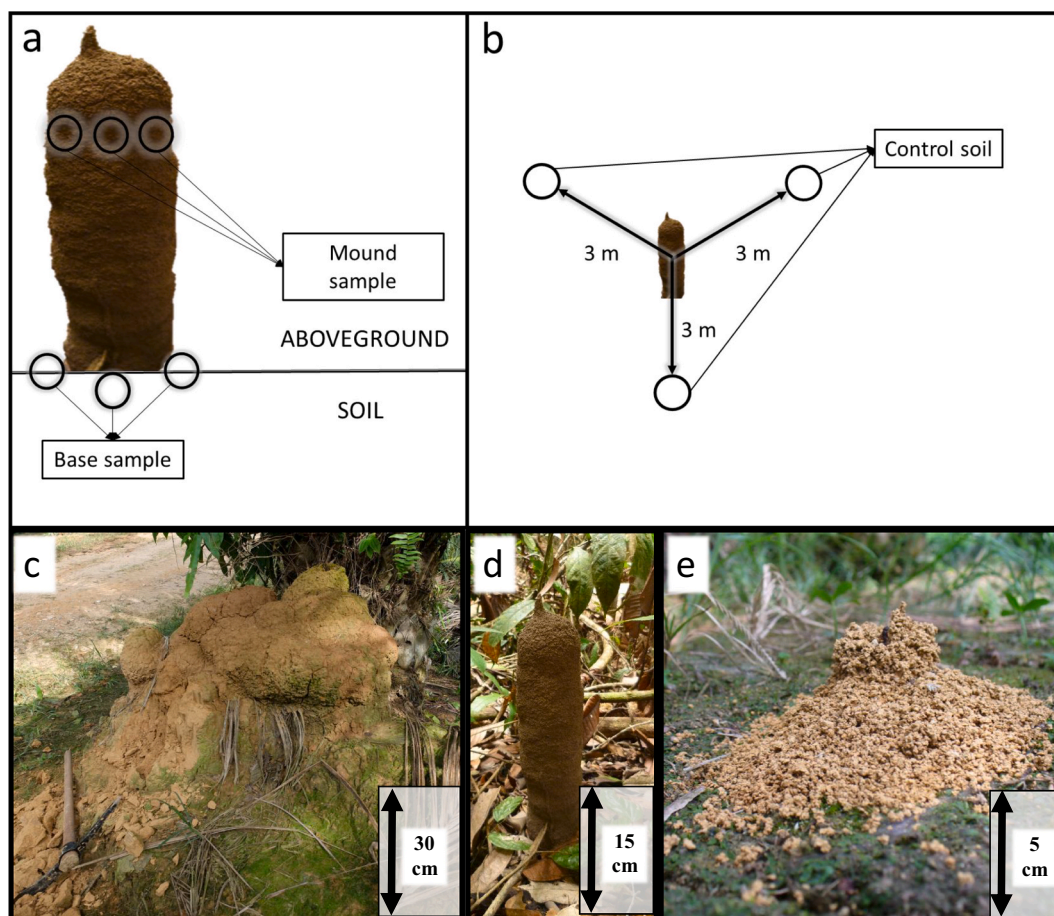 a
Mound
sample
ABOVEGROUND
SOIL
Base sample
b
Control soil
3 m
3 m
3 m
c
30
cm
d
15
cm
e
5
cm